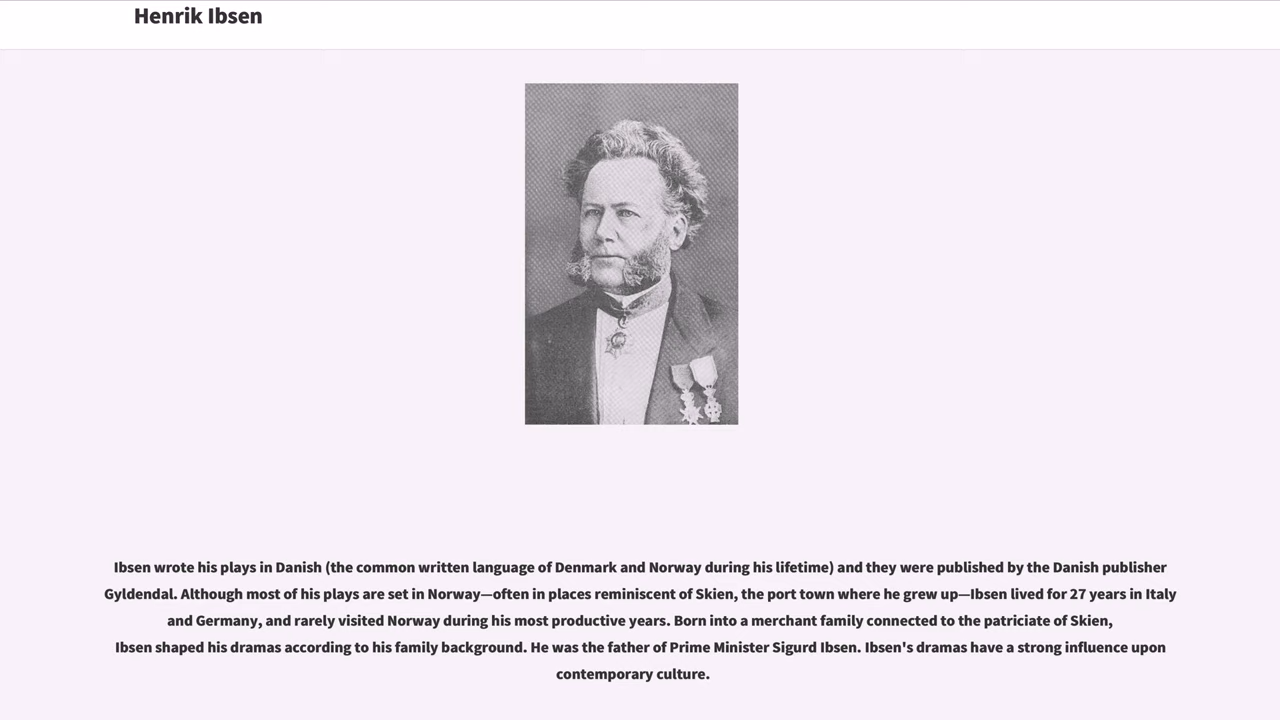 Henrik Ibsen
Ibsen wrote his plays in Danish (the common written language of Denmark and Norway during his lifetime) and they were published by the Danish publisher
Gyldendal. Although most of his plays are set in Norway—often in places reminiscent of Skien, the port town where he grew up—Ibsen lived for 27 years in Italy
and Germany, and rarely visited Norway during his most productive years. Born into a merchant family connected to the patriciate of Skien,
Ibsen shaped his dramas according to his family background. He was the father of Prime Minister Sigurd Ibsen. Ibsen's dramas have a strong influence upon
contemporary culture.